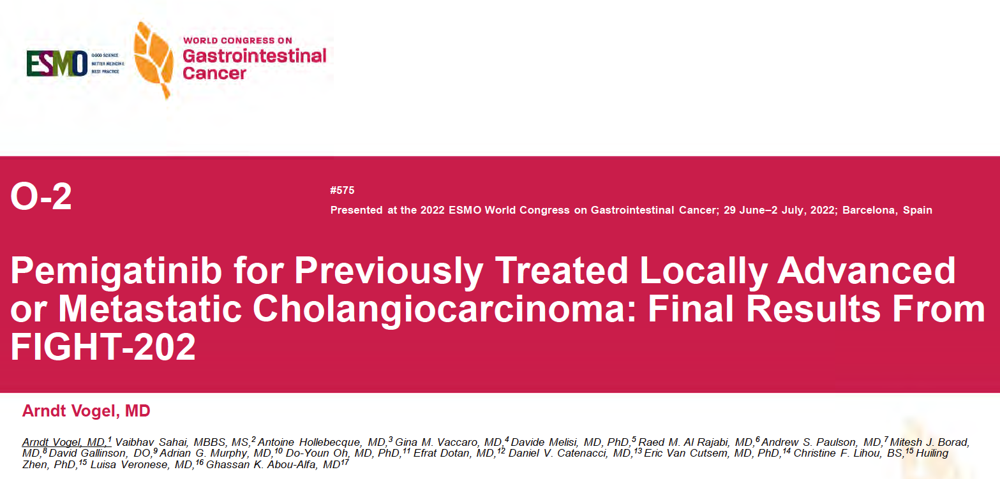 ESMO
GOOD SCIENCE
BETTER MEDICINE
BEST PRACTICE
WORLD CONGRESS ON
Gastrointestinal
Cancer
O-2
#575
Presented at the 2022 ESMO World Congress on Gastrointestinal Cancer; 29 June–2 July, 2022; Barcelona, Spain
Pemigatinib for Previously Treated Locally Advanced
or Metastatic Cholangiocarcinoma: Final Results From
FIGHT-202
Arndt Vogel, MD
Arndt Vogel, MD,1 Vaibhav Sahai, MBBS, MS,2 Antoine Hollebecque, MD,3 Gina M. Vaccaro, MD,4 Davide Melisi, MD, PhD,5 Raed M. Al Rajabi, MD,6 Andrew S. Paulson, MD,7 Mitesh J. Borad,
MD,8 David Gallinson, DO,9 Adrian G. Murphy, MD,10 Do-Youn Oh, MD, PhD,11 Efrat Dotan, MD,12 Daniel V. Catenacci, MD,13 Eric Van Cutsem, MD, PhD,14 Christine F. Lihou, BS,15 Huiling
Zhen, PhD,15 Luisa Veronese, MD,16 Ghassan K. Abou-Alfa, MD17